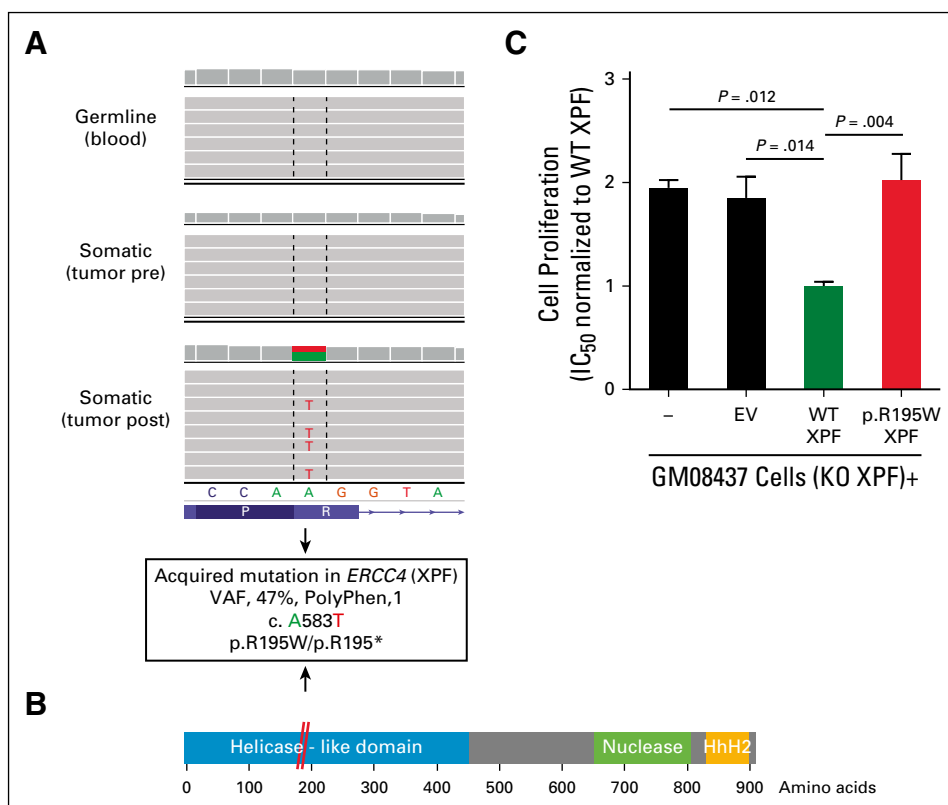 A
Germline
(blood)
Somatic
(tumor pre)
Somatic
(tumor post)
T
T
T
T
C C A A G G T A
P R
Acquired mutation in ERCC4 (XPF)
VAF, 47%, PolyPhen,1
c. A583T
p.R195W/p.R195*
B
Helicase - like domain Nuclease HhH2
0 100 200 300 400 500 600 700 800 900 Amino acids
C
Cell Proliferation
(IC50 normalized to WT XPF)
3
2
1
0
P = .012
P = .004
P = .014
– EV WT XPF p.R195W XPF
GM08437 Cells (KO XPF)+